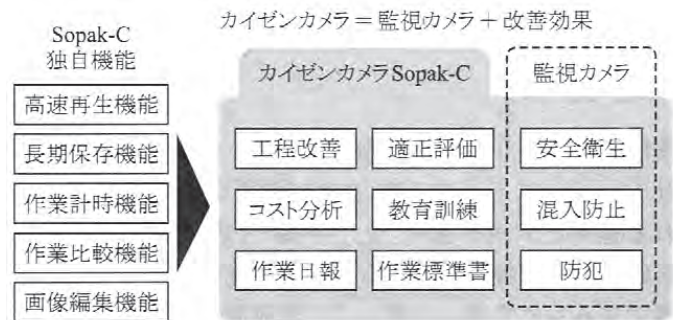 カイゼンカメラ＝監視カメラ＋改善効果
Sopak-C
独自機能
高速再生機能
長期保存機能
作業計時機能
作業比較機能
画像編集機能
カイゼンカメラSopak-C
監視カメラ
工程改善
適正評価
安全衛生
コスト分析
教育訓練
混入防止
作業日報
作業標準書
防犯